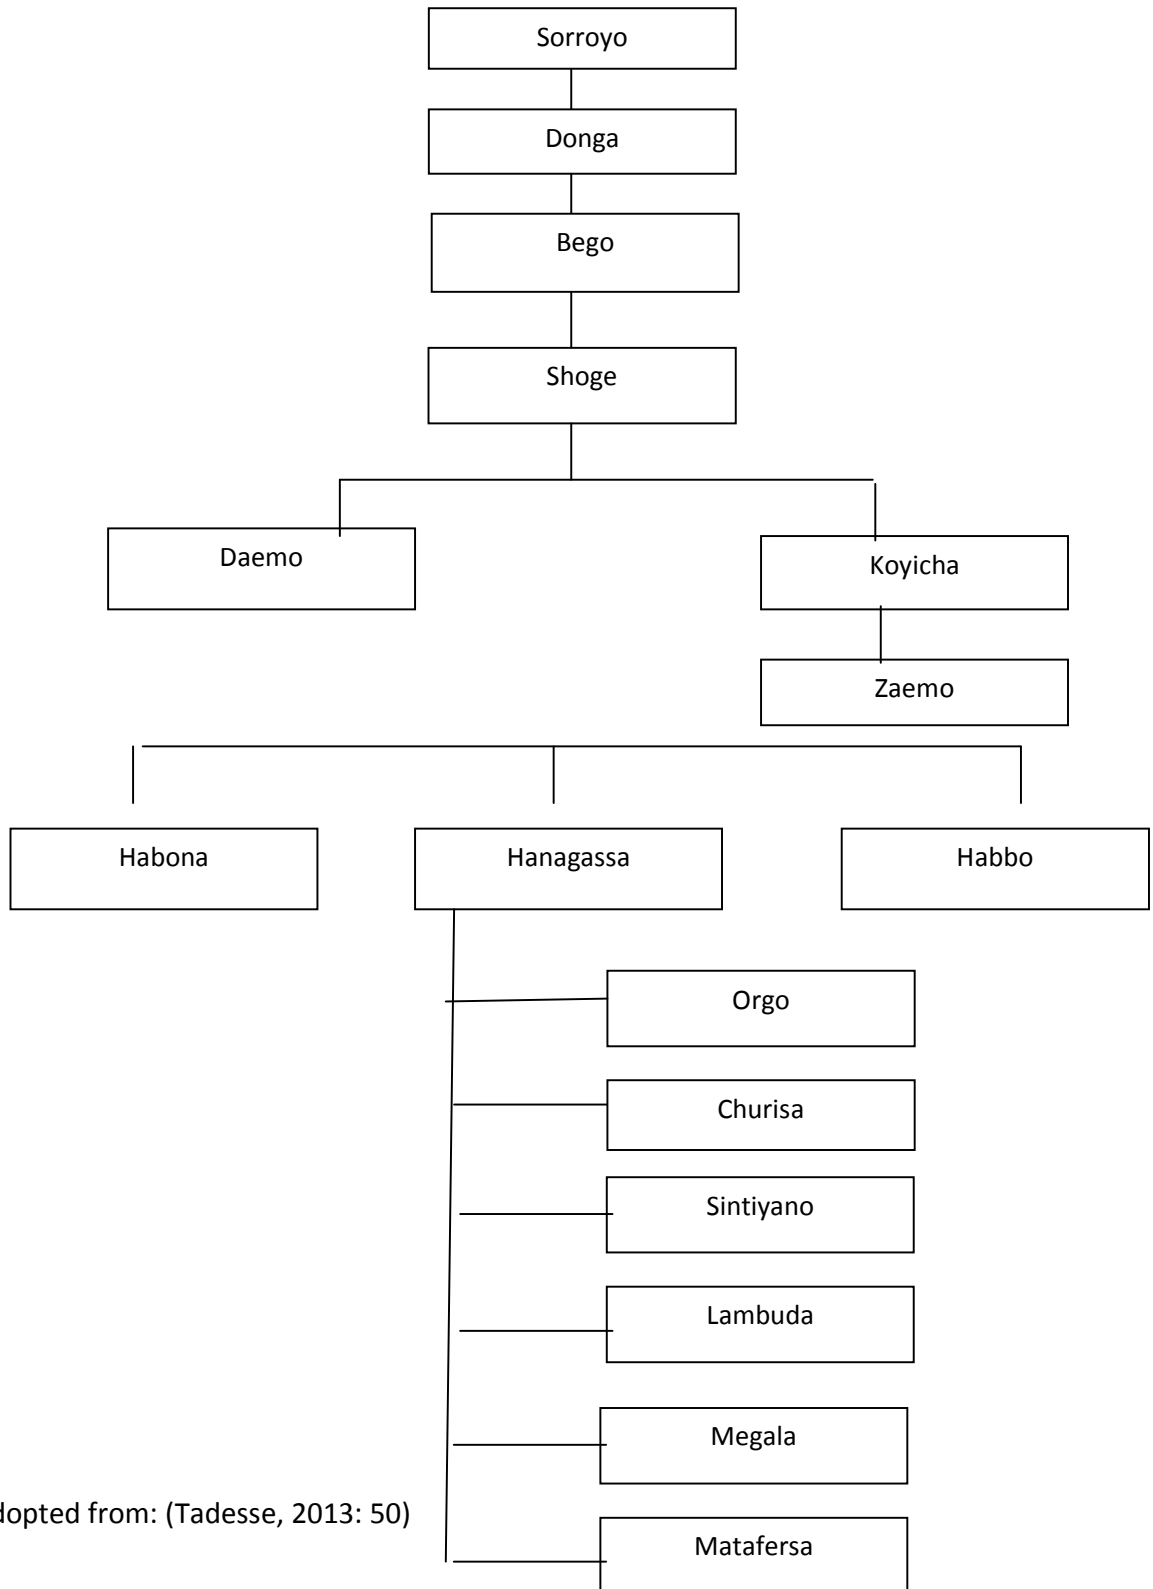 Sorroyo
Donga
Bego
Shoge
Daemo
Koyicha
Zaemo
Habona
Hanagassa
Habbo
Orgo
Churisa
Sintiyano
Lambuda
Megala
dopted from: (Tadesse, 2013: 50)
Matafersa